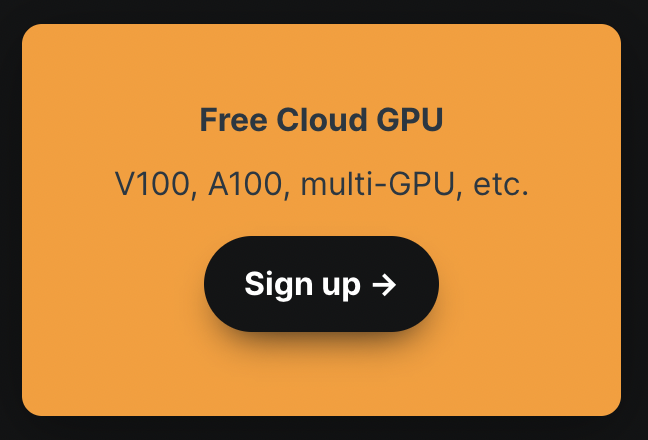 Free Cloud GPU
V100, A100, multi-GPU, etc.
Sign up →